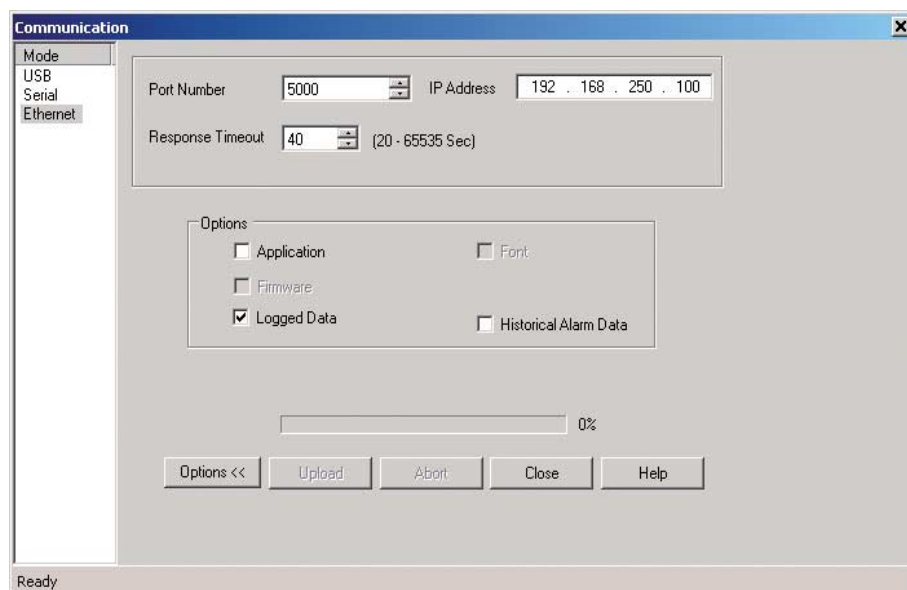 Communication
Mode
USB
Serial
Ethernet
Port Number 5000 IP Address 192 . 168 . 250 . 100
Response Timeout 40 (20 - 65535 Sec)
Options
Application Font
Firmware
Logged Data Historical Alarm Data
0%
Options << Upload Abort Close Help
Ready